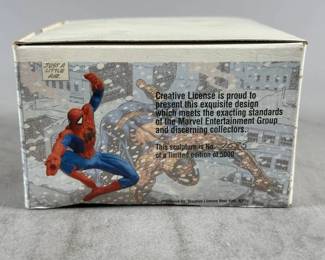 JUST A
LITTLE
AIR.
Creative License is proud to
present this exquisite design
which meets the exacting standards
of the Marvel Entertainment Group
and discerning collectors.
This sculpture is No.
of a limited edition of 5000